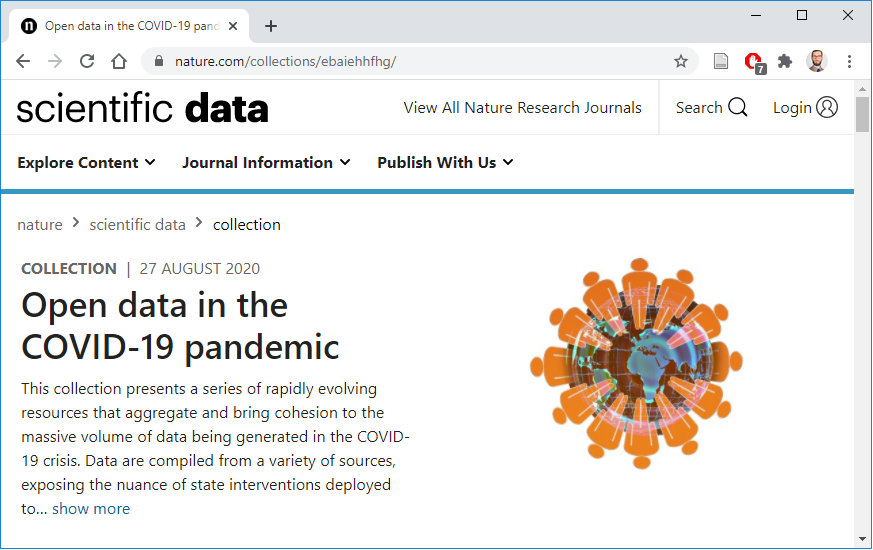 Open data in the COVID-19 pand
nature.com/collections/ebaiehhfhg/
7
scientific data
View All Nature Research Journals
Search
Login
Explore Content
Journal Information
Publish With Us
nature > scientific data > collection
COLLECTION | 27 AUGUST 2020
Open data in the
COVID-19 pandemic
This collection presents a series of rapidly evolving
resources that aggregate and bring cohesion to the
massive volume of data being generated in the COVID-
19 crisis. Data are compiled from a variety of sources,
exposing the nuance of state interventions deployed
to... show more